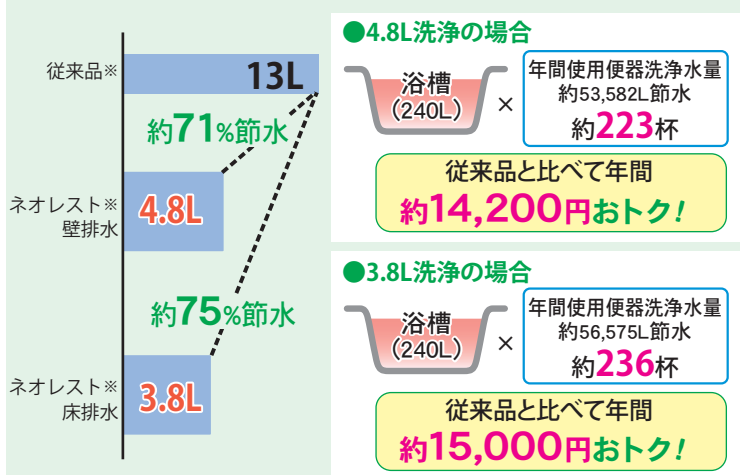 従来品※
13L
約71%節水
ネオレスト※
壁排水
4.8L
約75%節水
ネオレスト※
床排水
3.8L
●4.8L洗浄の場合
浴槽
(240L)
×
年間使用便器洗浄水量
約53,582L節水
約223杯
従来品と比べて年間
約14,200円おトク!
●3.8L洗浄の場合
浴槽
(240L)
×
年間使用便器洗浄水量
約56,575L節水
約236杯
従来品と比べて年間
約15,000円おトク!